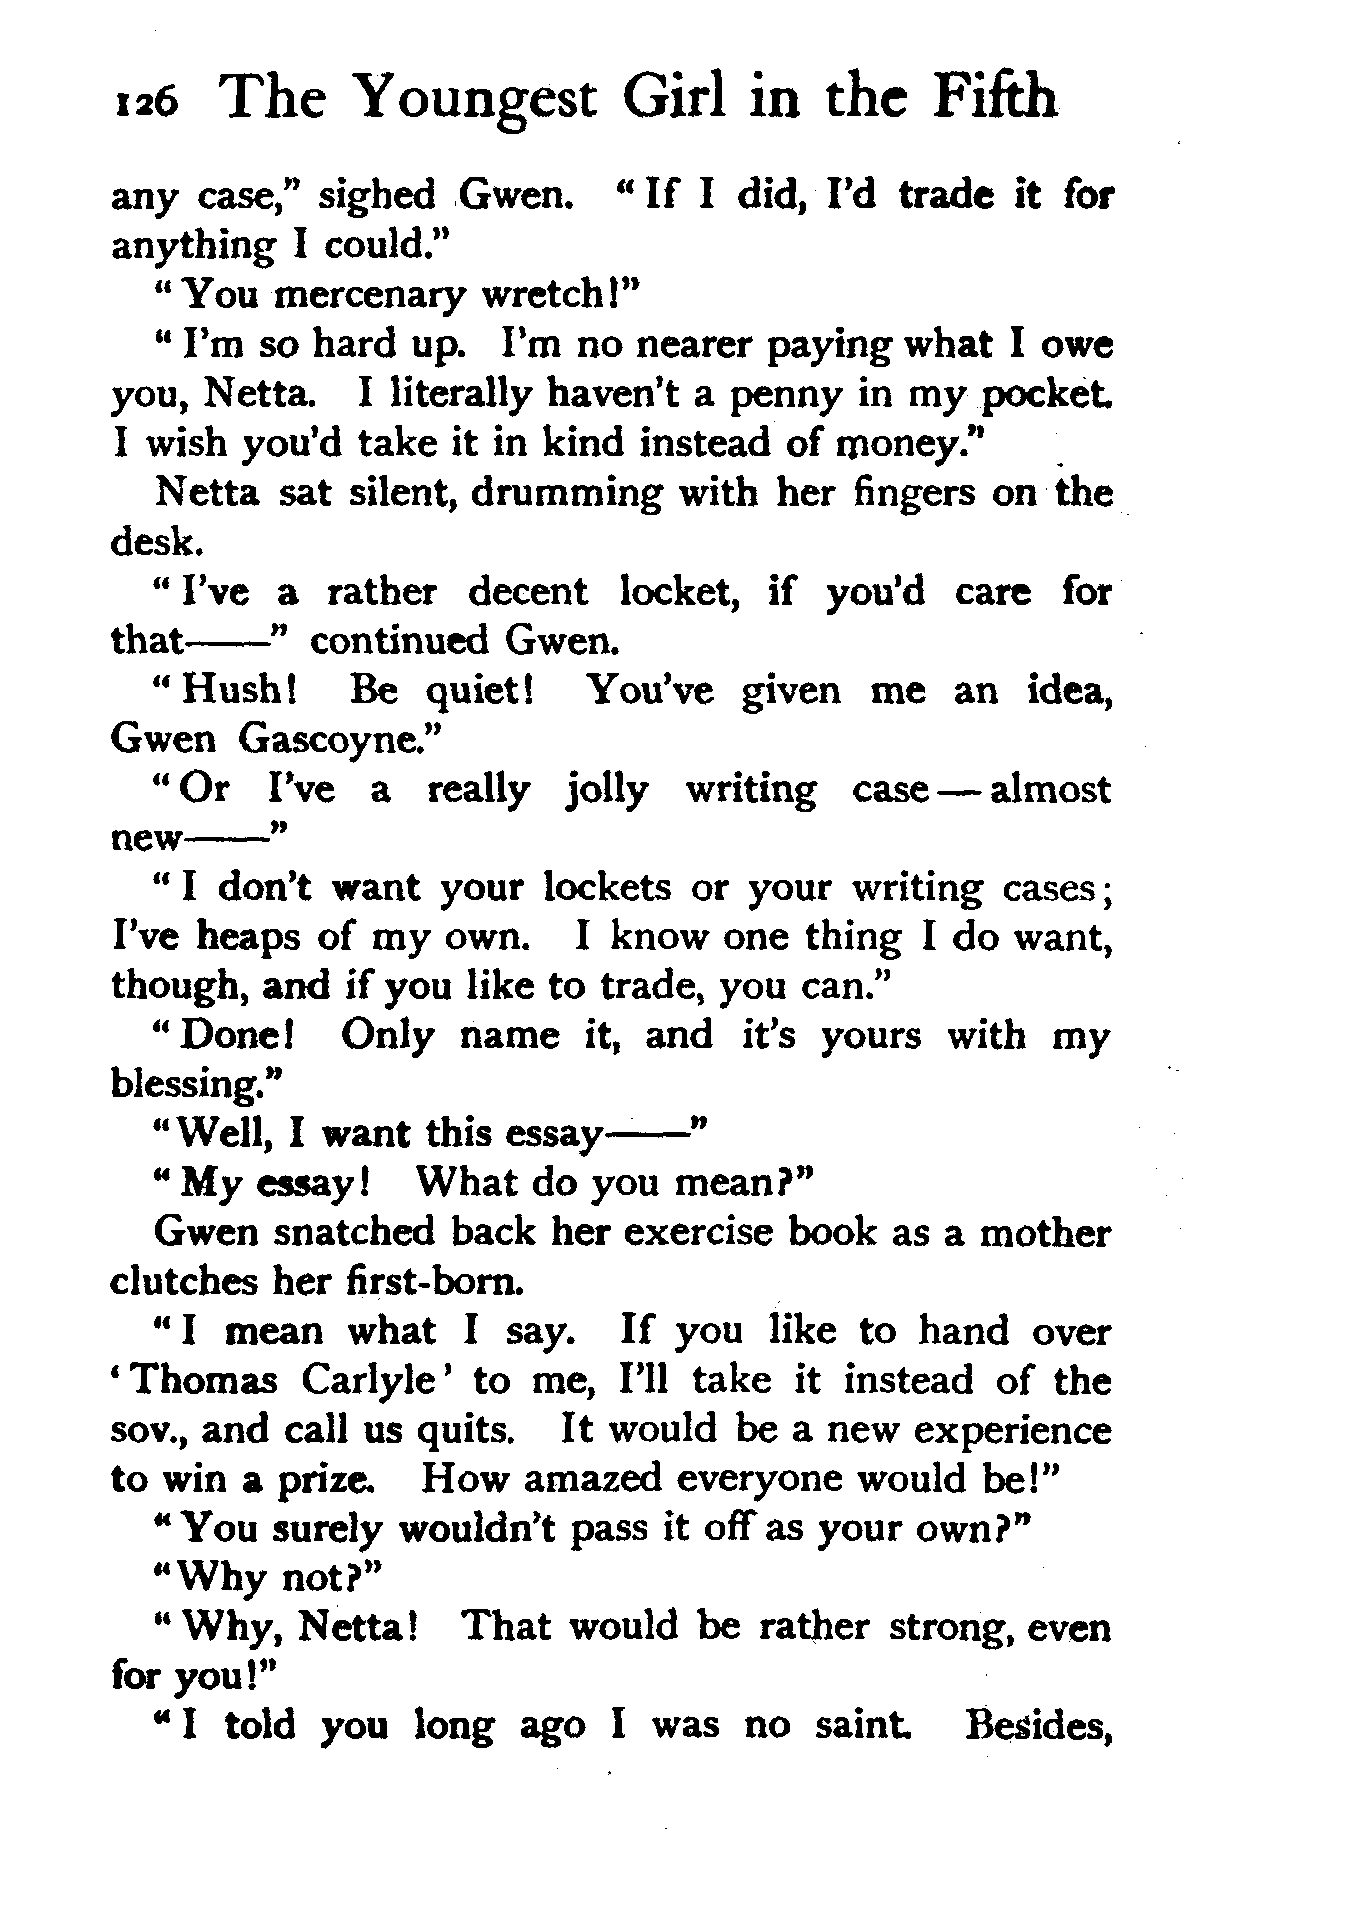 126 The Youngest Girl in the Fifth
any case,” sighed Gwen. “If I did, I’d trade it for
anything I could.”
“You mercenary wretch!”
“I’m so hard up. I’m no nearer paying what I owe
you, Netta. I literally haven’t a penny in my pocket.
I wish you’d take it in kind instead of money.”
Netta sat silent, drumming with her fingers on the
desk.
“I’ve a rather decent locket, if you’d care for
that——” continued Gwen.
“Hush! Be quiet! You’ve given me an idea,
Gwen Gascoyne.”
“Or I’ve a really jolly writing case—almost
new——”
“I don’t want your lockets or your writing cases;
I’ve heaps of my own. I know one thing I do want,
though, and if you like to trade, you can.”
“Done! Only name it, and it’s yours with my
blessing.”
“Well, I want this essay——”
“My essay! What do you mean?”
Gwen snatched back her exercise book as a mother
clutches her first-born.
“I mean what I say. If you like to hand over
‘Thomas Carlyle’ to me, I’ll take it instead of the
sov., and call us quits. It would be a new experience
to win a prize. How amazed everyone would be!”
“You surely wouldn’t pass it off as your own?”
“Why not?”
“Why, Netta! That would be rather strong, even
for you!”
“I told you long ago I was no saint. Besides,